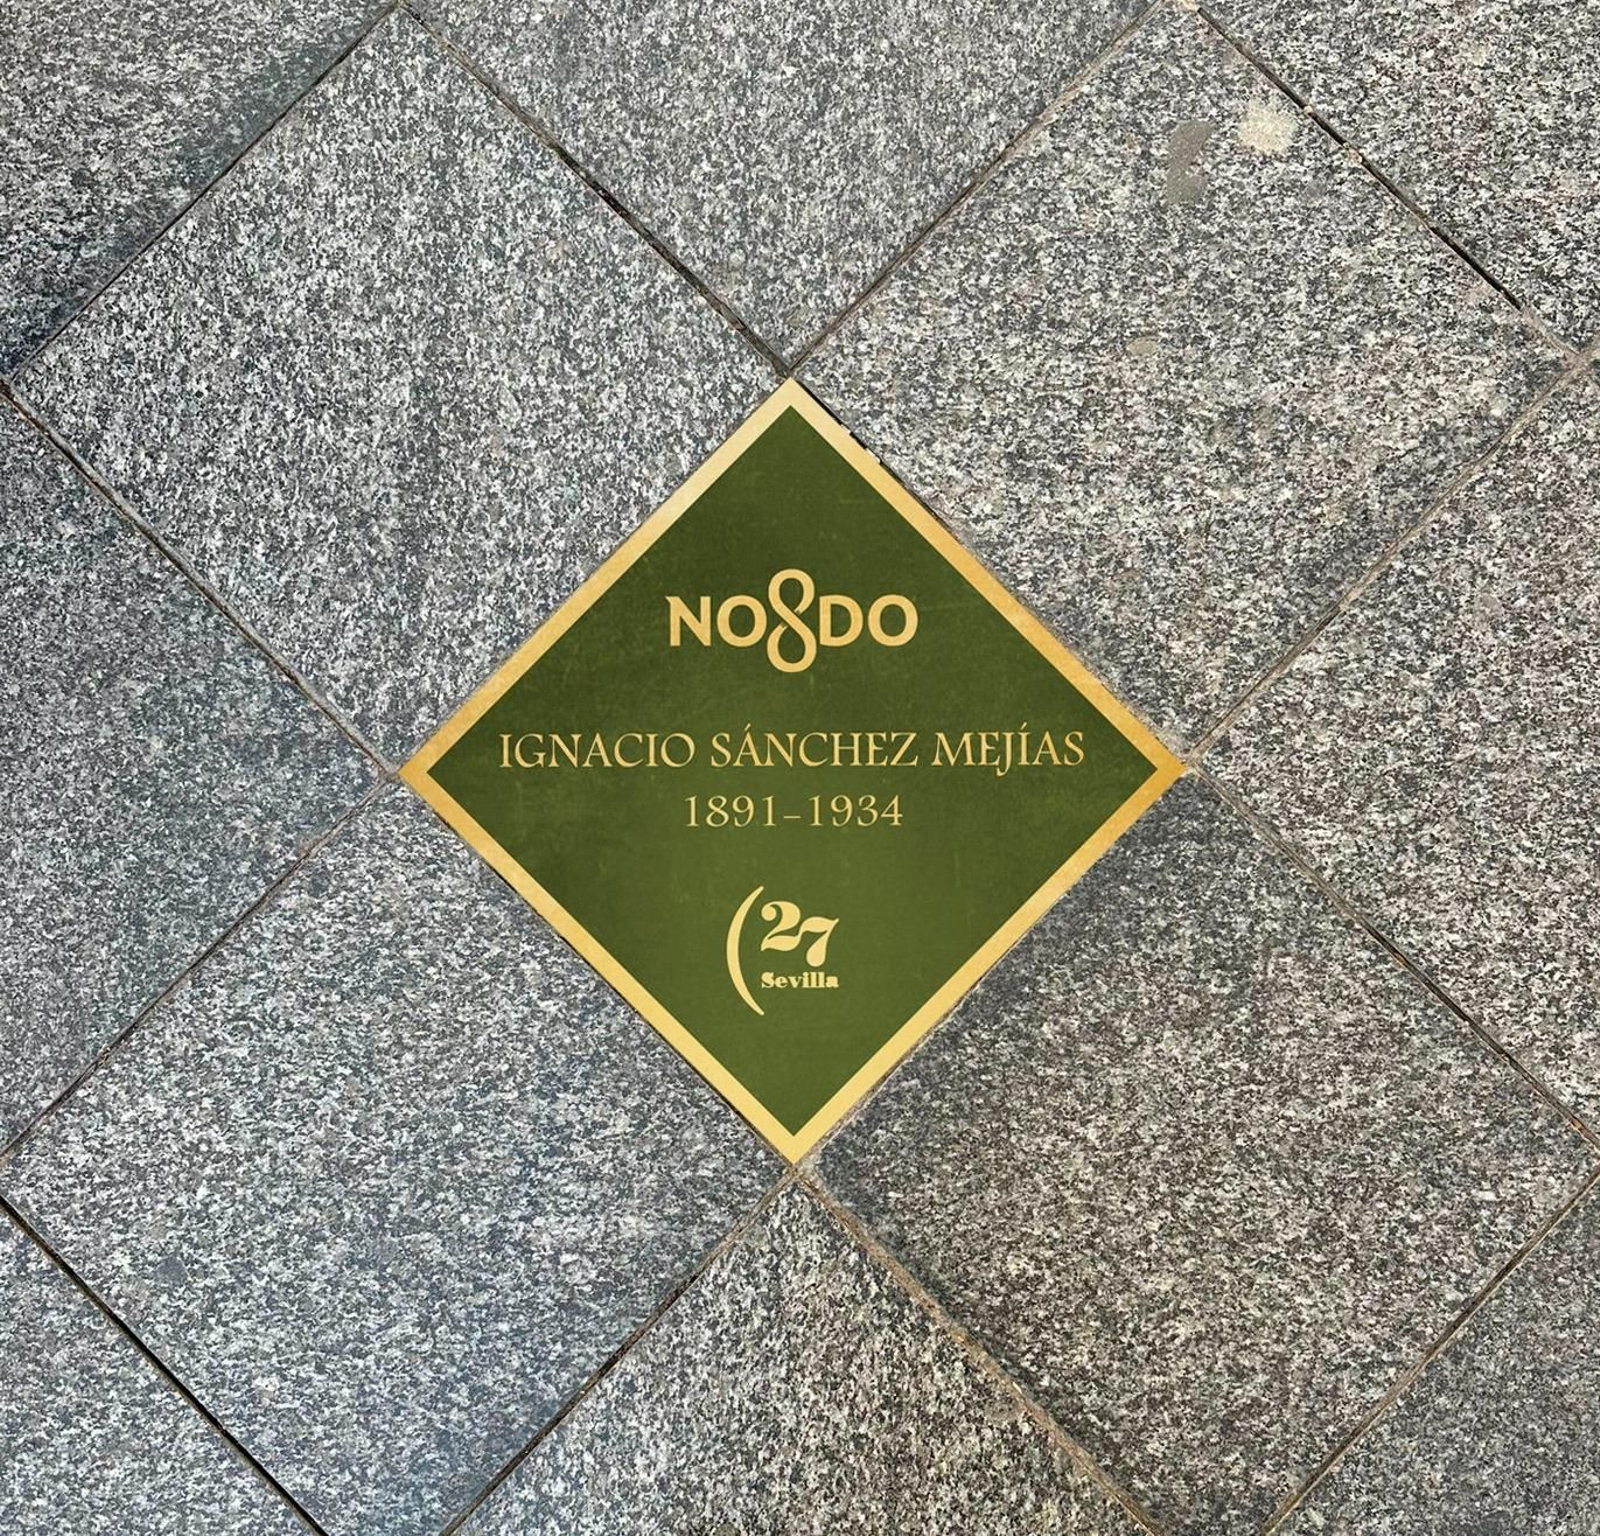 NO8DO
IGNACIO SÁNCHEZ MEJÍAS
1891–1934
(27
Sevilla